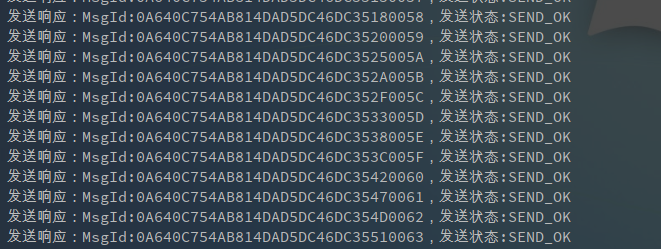 发送响应：MsgId:0A640C754AB814DAD5DC46DC35180058，发送状态:SEND_OK
发送响应：MsgId:0A640C754AB814DAD5DC46DC35200059，发送状态:SEND_OK
发送响应：MsgId:0A640C754AB814DAD5DC46DC3525005A，发送状态:SEND_OK
发送响应：MsgId:0A640C754AB814DAD5DC46DC352A005B，发送状态:SEND_OK
发送响应：MsgId:0A640C754AB814DAD5DC46DC352F005C，发送状态:SEND_OK
发送响应：MsgId:0A640C754AB814DAD5DC46DC3533005D，发送状态:SEND_OK
发送响应：MsgId:0A640C754AB814DAD5DC46DC3538005E，发送状态:SEND_OK
发送响应：MsgId:0A640C754AB814DAD5DC46DC353C005F，发送状态:SEND_OK
发送响应：MsgId:0A640C754AB814DAD5DC46DC35420060，发送状态:SEND_OK
发送响应：MsgId:0A640C754AB814DAD5DC46DC35470061，发送状态:SEND_OK
发送响应：MsgId:0A640C754AB814DAD5DC46DC354D0062，发送状态:SEND_OK
发送响应：MsgId:0A640C754AB814DAD5DC46DC35510063，发送状态:SEND_OK